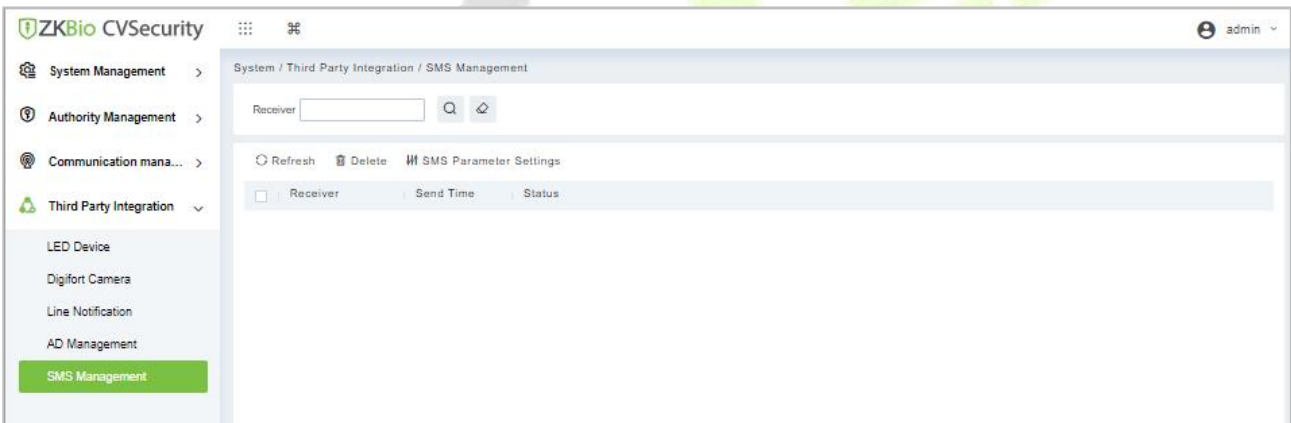 ZKBio CVSecurity
admin
System Management
System / Third Party Integration / SMS Management
Receiver
Authority Management
Communication mana...
Refresh Delete SMS Parameter Settings
Receiver Send Time Status
Third Party Integration
LED Device
Digifort Camera
Line Notification
AD Management
SMS Management